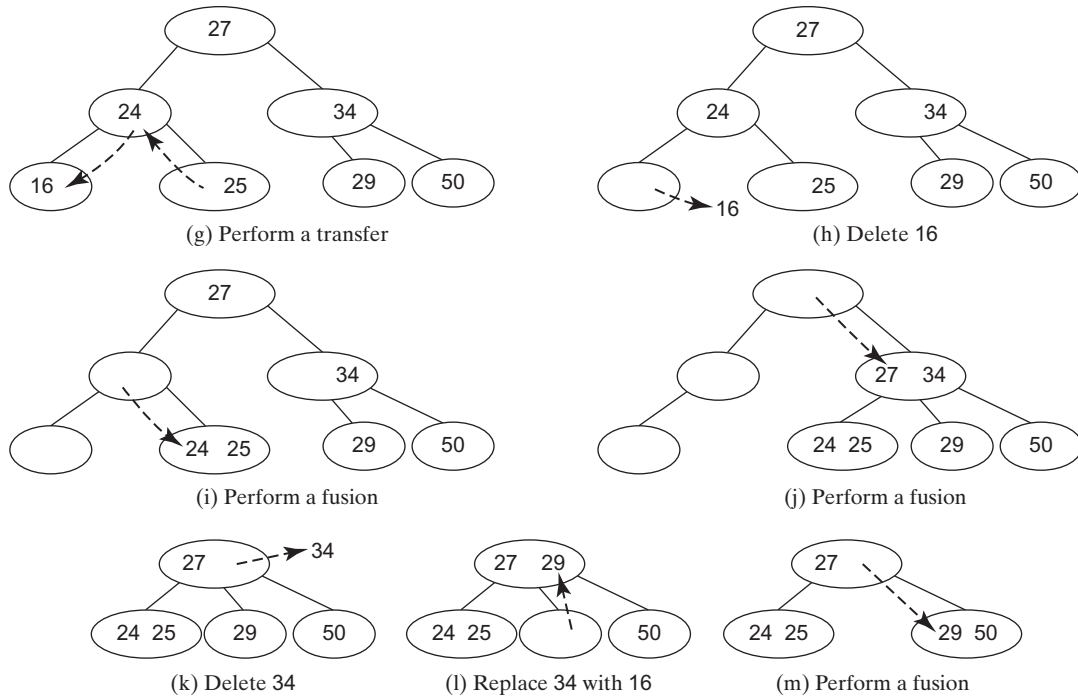 27 27
24 34 24 34
16 25 29 50 25 29 50
16
(g) Perform a transfer (h) Delete 16
27
34 27 34
24 25 29 50 24 25 29 50
(i) Perform a fusion (j) Perform a fusion
27 34 27 29 27
24 25 29 50 24 25 50 24 25 29 50
(k) Delete 34 (l) Replace 34 with 16 (m) Perform a fusion